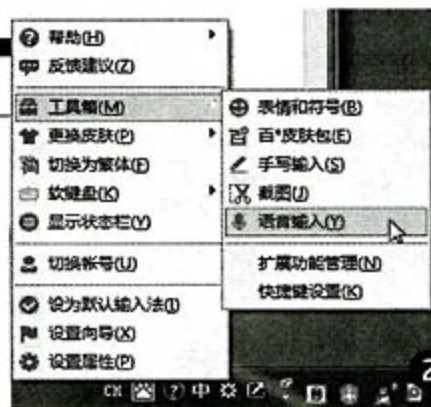 帮助(H)
反馈建议(Z)
工具箱(M)
更换皮肤(P)
切换为繁体(F)
软键盘(K)
显示状态栏(Y)
切换帐号(U)
设为默认输入法(I)
设置向导(X)
设置属性(P)
表情和符号(B)
百*皮肤包(E)
手写输入(S)
截图(J)
语音输入(Y)
扩展功能管理(N)
快捷键设置(K)
CH
中
2